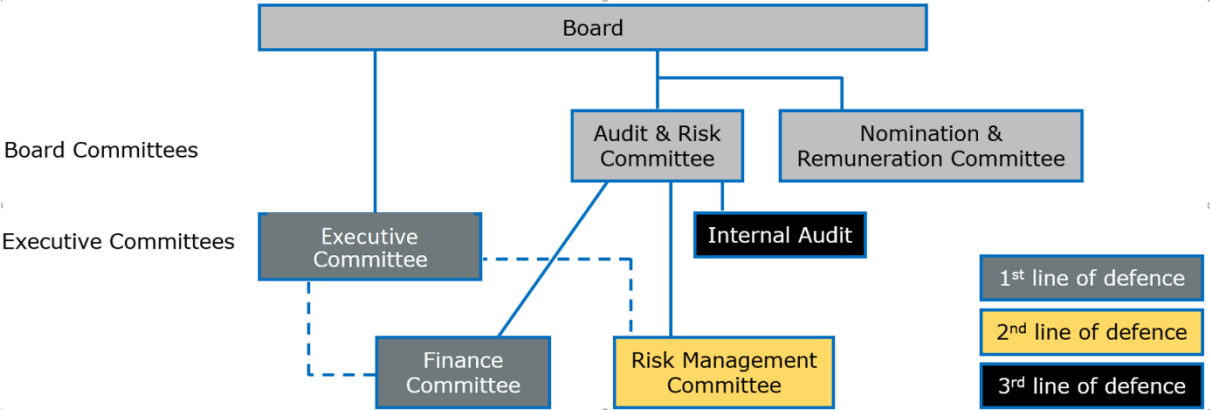 Board
Board Committees
Audit & Risk
Committee
Nomination &
Remuneration Committee
Executive Committees
Executive
Committee
Internal Audit
Finance
Committee
Risk Management
Committee
1st line of defence
2nd line of defence
3rd line of defence